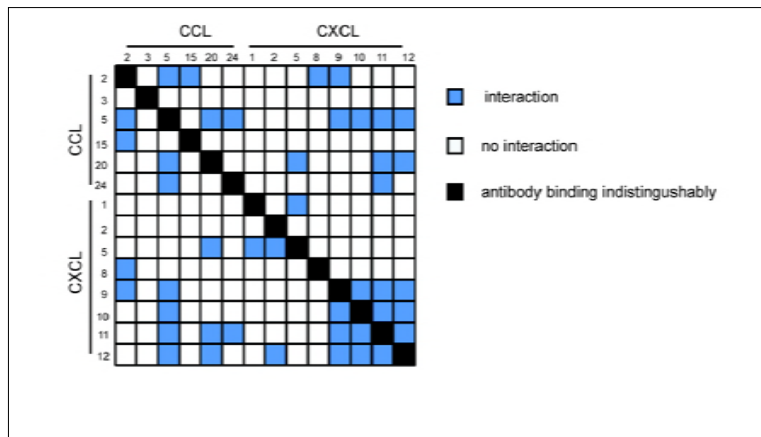 CCL CXCL
2 3 5 15 20 24 1 2 5 8 9 10 11 12
CCL
2
3
5
15
20
24
CXCL
1
2
5
8
9
10
11
12
interaction
no interaction
antibody binding indistingushably